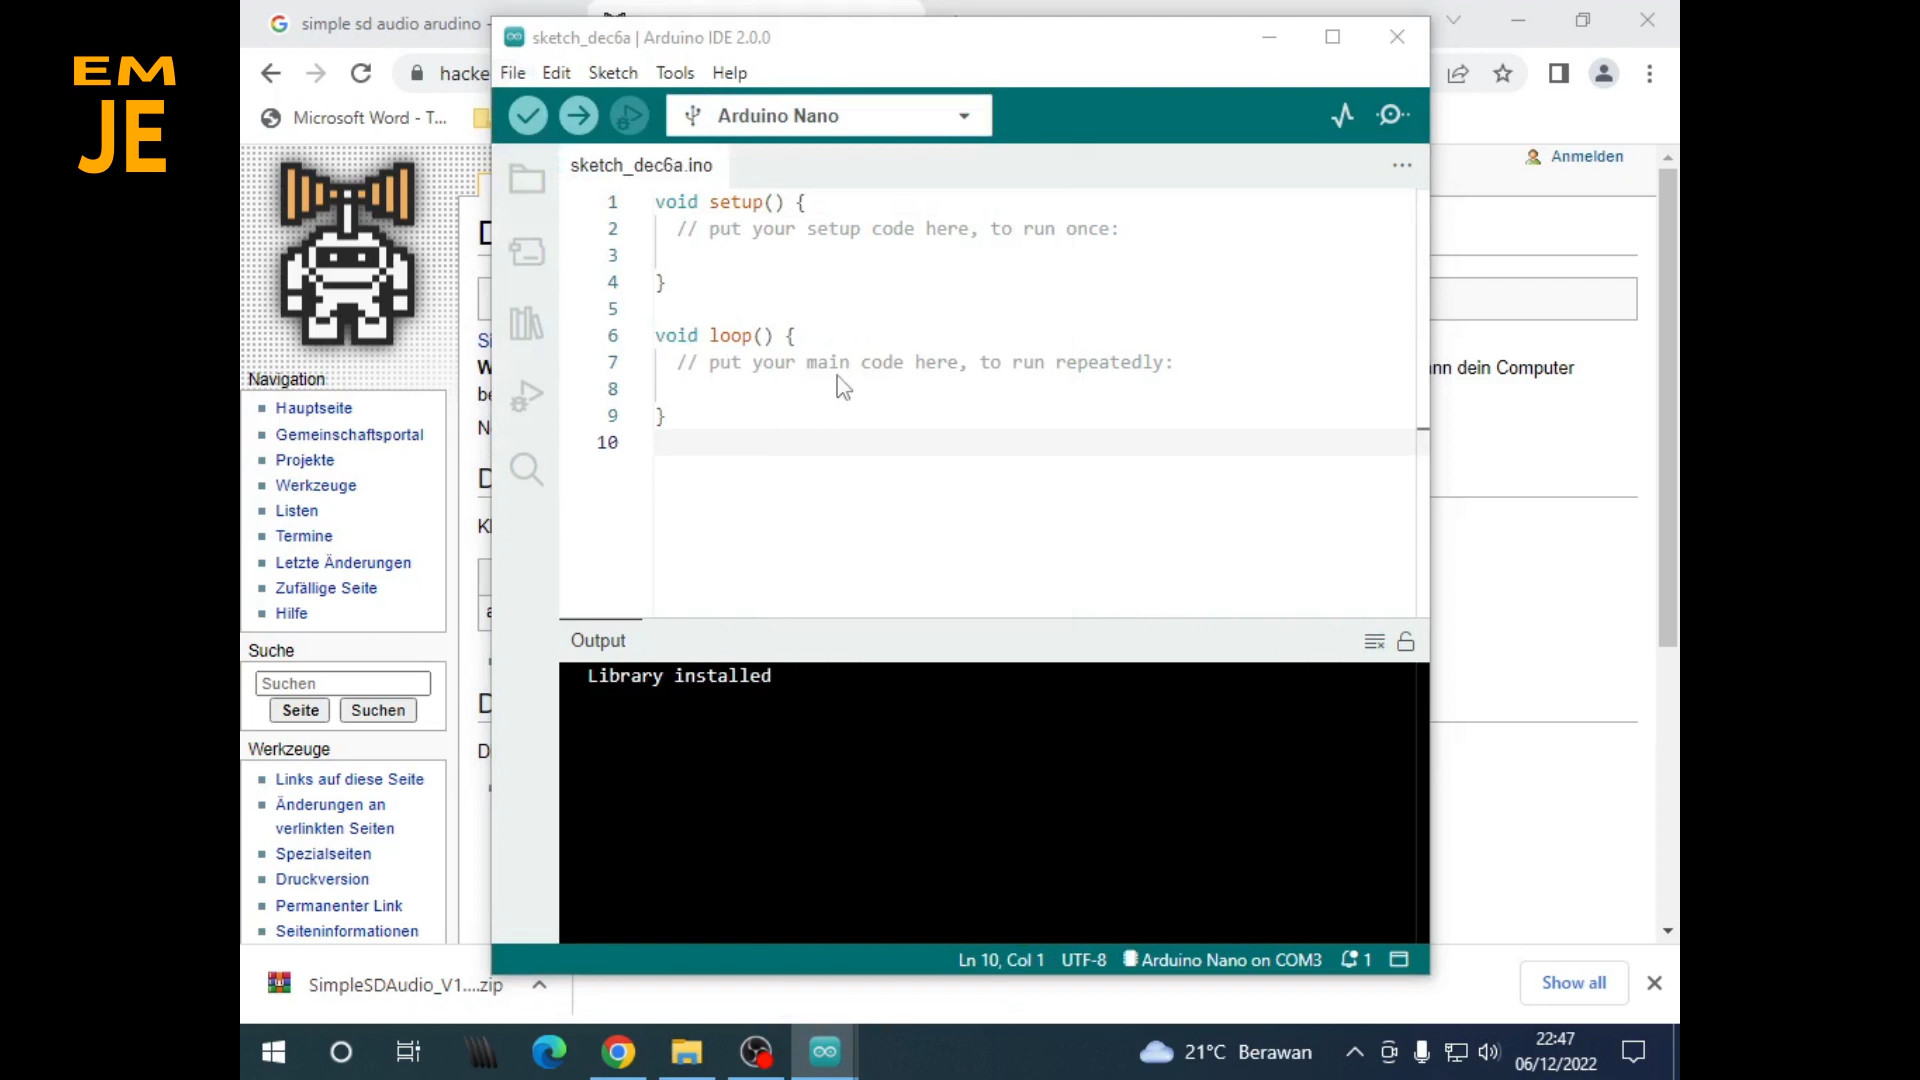 EM
JE
simple sd audio arudino -
hacke
Microsoft Word - T...
Anmelden
Navigation
Hauptseite
Gemeinschaftsportal
Projekte
Werkzeuge
Listen
Termine
Letzte Änderungen
Zufällige Seite
Hilfe
Suche
Suchen
Seite Suchen
Werkzeuge
Links auf diese Seite
Änderungen an
verlinkten Seiten
Spezialseiten
Druckversion
Permanenter Link
Seiteninformationen
nn dein Computer
sketch_dec6a | Arduino IDE 2.0.0
File Edit Sketch Tools Help
Arduino Nano
sketch_dec6a.ino
1 void setup() {
2 // put your setup code here, to run once:
3
4 }
5
6 void loop() {
7 // put your main code here, to run repeatedly:
8
9 }
10
Output
Library installed
Ln 10, Col 1 UTF-8 Arduino Nano on COM3 1
SimpleSDAudio_V1....zip
Show all
21°C Berawan
22:47
06/12/2022